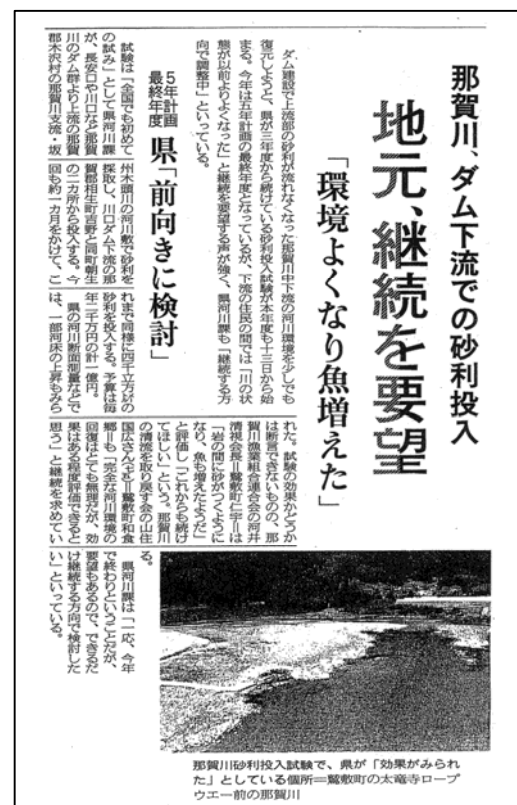 那賀川、ダム下流での砂利投入
地元、継続を要望
「環境よくなり魚増えた」
ダム建設で上流部の砂利が流れなくなった那賀川中下流の河川環境を少しでも
復元しようと、県が三年度から続けている砂利投入試験が本年度も十三日から始
まる。今年は五年計画の最終年度となっているが、下流の住民の間では「川の状
態が以前よりよくなった」と継続を要望する声が強く、県河川課も「継続する方
向で調整中」といっている。
5年計画
最終年度
県「前向きに検討」
試験は「全国でも初めて
の試み」として県河川課
が、長安口や川口など那賀
川のダム群より上流の那賀
郡木沢村の那賀川支流・坂
州木頭川の河川敷で砂利を
採取し、川口ダム下流の那
賀郡相生町吉野と同町朝生
の二カ所から投入する。今
回も約一カ月をかけて、こ
れまで同様に四千立方㍍の
砂利を投入する。予算は毎
年二千万円の計一億円。
県の河川断面測量などで
は、一部河床の上昇もみら
れた。試験の効果かどうか
は断言できないものの、那
賀川漁業組合連合会の河井
清視会長＝鷲敷町仁宇＝は
「岩の間に砂がつくように
なり、魚も増えたようだ」
と評価し「これからも続け
てほしい」という。那賀川
の清流を取り戻す会の山住
国広さん＝鷲敷町和食
郷＝も「完全な河川環境の
回復はとても無理だが、効
果はある程度評価できると
思う」と継続を求めてい
る。
県河川課は「一応、今年
で終わりということだが、
要望もあるので、できるだ
け継続する方向で検討した
い」といっている。
那賀川砂利投入試験で、県が「効果がみられ
た」としている個所＝鷲敷町の太竜寺ロープ
ウエー前の那賀川